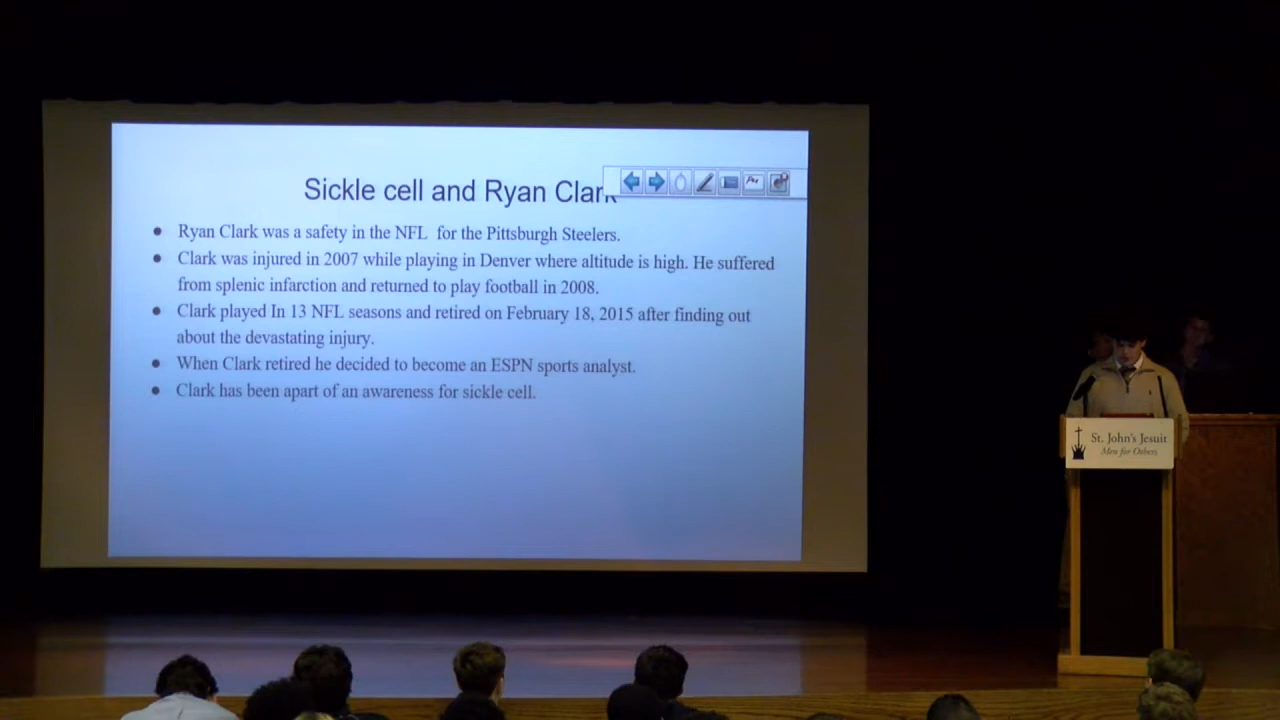 Sickle cell and Ryan Clark
• Ryan Clark was a safety in the NFL for the Pittsburgh Steelers.
• Clark was injured in 2007 while playing in Denver where altitude is high. He suffered
from splenic infarction and returned to play football in 2008.
• Clark played In 13 NFL seasons and retired on February 18, 2015 after finding out
about the devastating injury.
• When Clark retired he decided to become an ESPN sports analyst.
• Clark has been apart of an awareness for sickle cell.
St. John's Jesuit
Men for Others